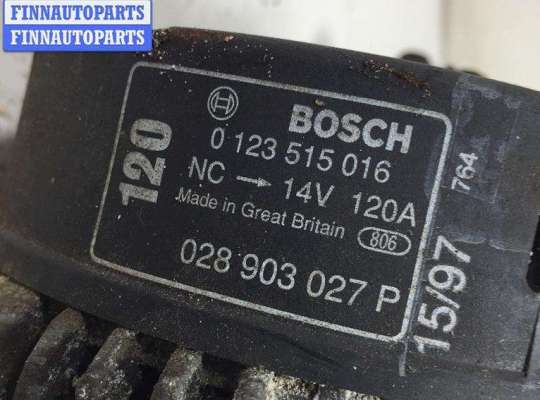 FINNAUTOPARTS
FINNAUTOPARTS
BOSCH
120
0 123 515 016
NC → 14V 120A
Made in Great Britain 806
028 903 027 P
15/97
764